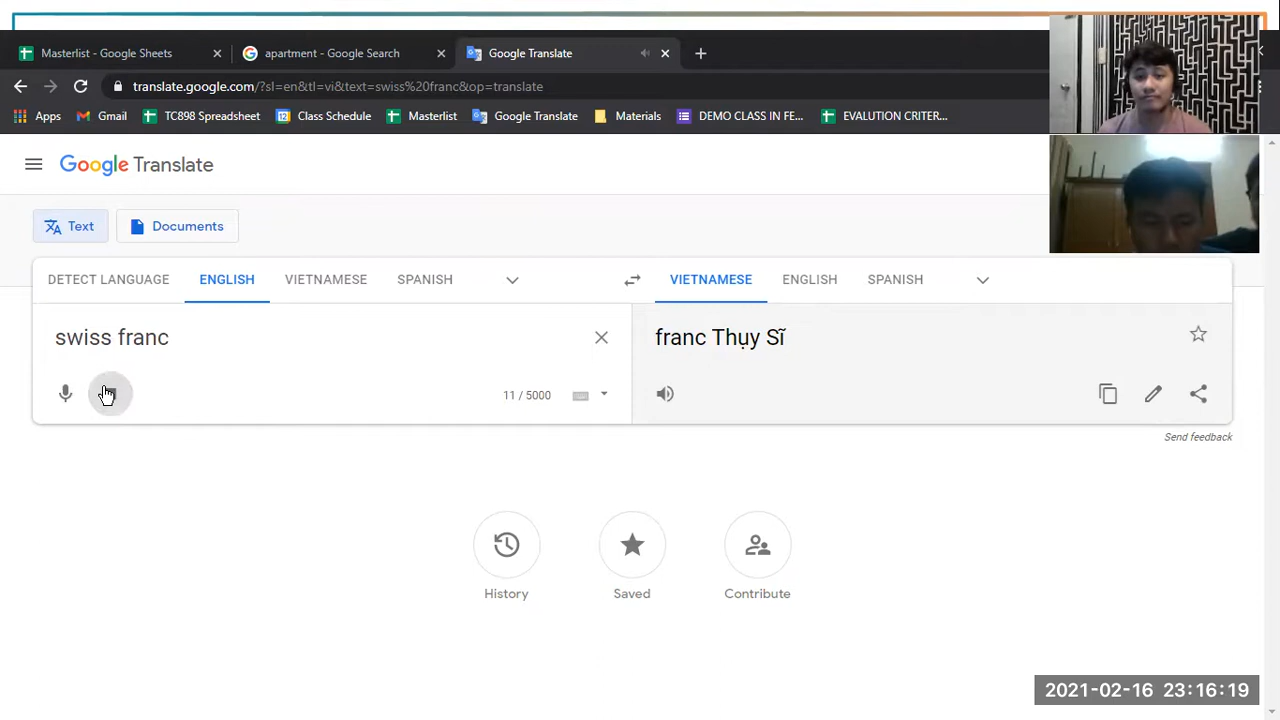 Masterlist - Google Sheets
apartment - Google Search
Google Translate
translate.google.com/?sl=en&tl=vi&text=swiss%20franc&op=translate
Apps Gmail TC898 Spreadsheet 12 Class Schedule Masterlist Google Translate Materials DEMO CLASS IN FE... EVALUTION CRITER...
Google Translate
Text Documents
DETECT LANGUAGE ENGLISH VIETNAMESE SPANISH VIETNAMESE ENGLISH SPANISH
swiss franc
franc Thụy Sĩ
11 / 5000
Send feedback
History Saved Contribute
2021-02-16 23:16:19